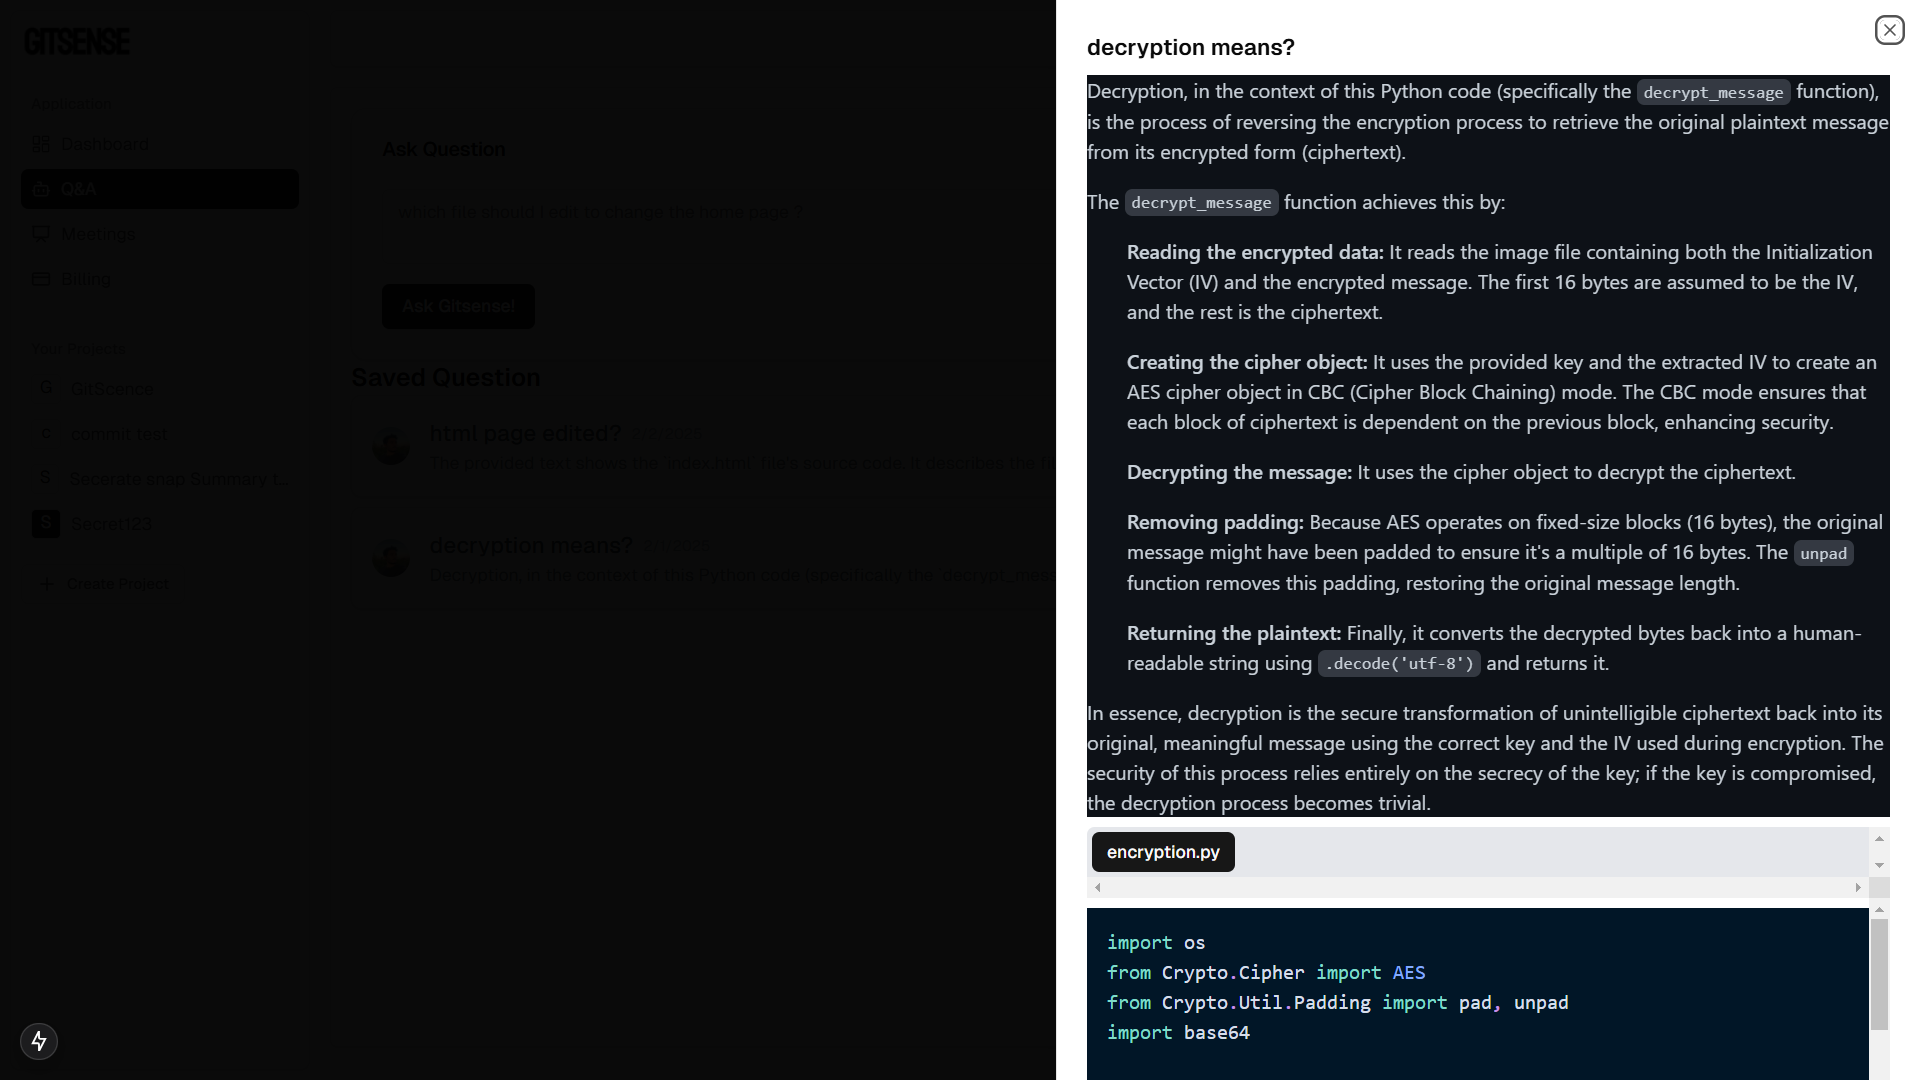 GITSENSE
Application
Dashboard
Q&A
Meetings
Billing
Your Projects
G GitScence
c commit test
S Secerate snap Summary t...
S Secret123
+ Create Project
Ask Question
which file should i edit to change the home page ?
Ask Gitsense!
Saved Question
html page edited?
The provided text shows the `index.html` file's source code. It describes the
decryption means?
Decryption, in the context of this Python code (specifically the `decrypt_mess
decryption means?
Decryption, in the context of this Python code (specifically the decrypt_message function),
is the process of reversing the encryption process to retrieve the original plaintext message
from its encrypted form (ciphertext).
The decrypt_message function achieves this by:
Reading the encrypted data: It reads the image file containing both the Initialization
Vector (IV) and the encrypted message. The first 16 bytes are assumed to be the IV,
and the rest is the ciphertext.
Creating the cipher object: It uses the provided key and the extracted IV to create an
AES cipher object in CBC (Cipher Block Chaining) mode. The CBC mode ensures that
each block of ciphertext is dependent on the previous block, enhancing security.
Decrypting the message: It uses the cipher object to decrypt the ciphertext.
Removing padding: Because AES operates on fixed-size blocks (16 bytes), the original
message might have been padded to ensure it's a multiple of 16 bytes. The unpad
function removes this padding, restoring the original message length.
Returning the plaintext: Finally, it converts the decrypted bytes back into a human-
readable string using .decode('utf-8') and returns it.
In essence, decryption is the secure transformation of unintelligible ciphertext back into its
original, meaningful message using the correct key and the IV used during encryption. The
security of this process relies entirely on the secrecy of the key; if the key is compromised,
the decryption process becomes trivial.
encryption.py
import os
from Crypto.Cipher import AES
from Crypto.Util.Padding import pad, unpad
import base64